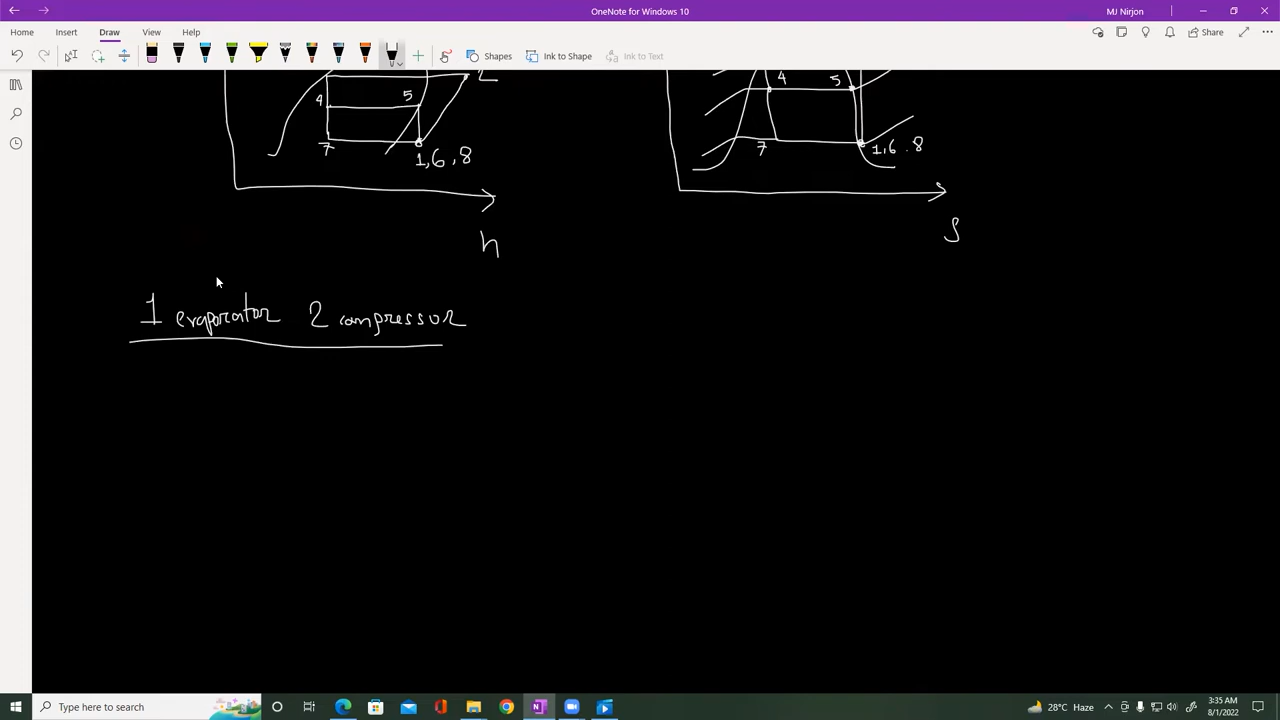 OneNote for Windows 10
MJ Nirjon
Home Insert Draw View Help
Share
Shapes Ink to Shape Ink to Text
2
4 5
7 1,6,8
h
4 5
7 1,6.8
S
1 evaporator 2 compressor
Type here to search
28°C Haze
3:35 AM
8/1/2022